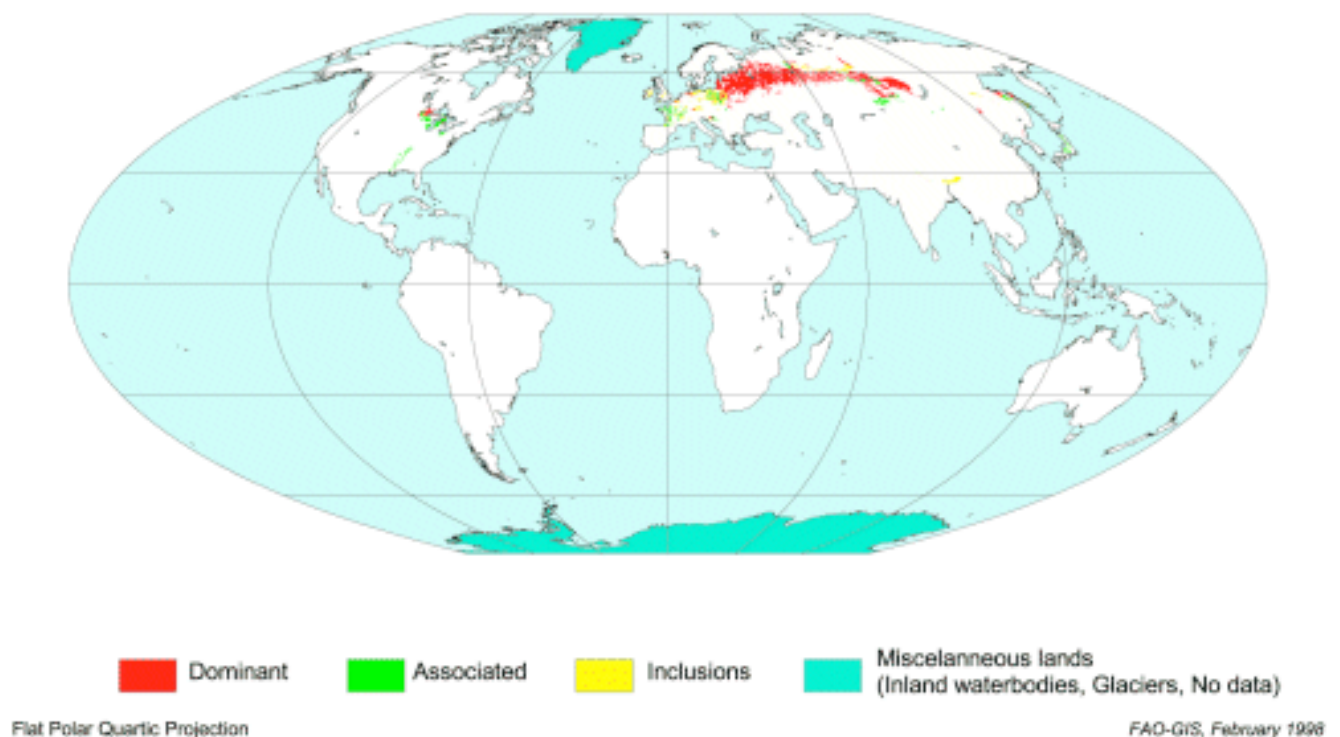 Dominant
Associated
Inclusions
Miscelanneous lands
(Inland waterbodies, Glaciers, No data)
Flat Polar Quartic Projection
FAO-GIS, February 1998